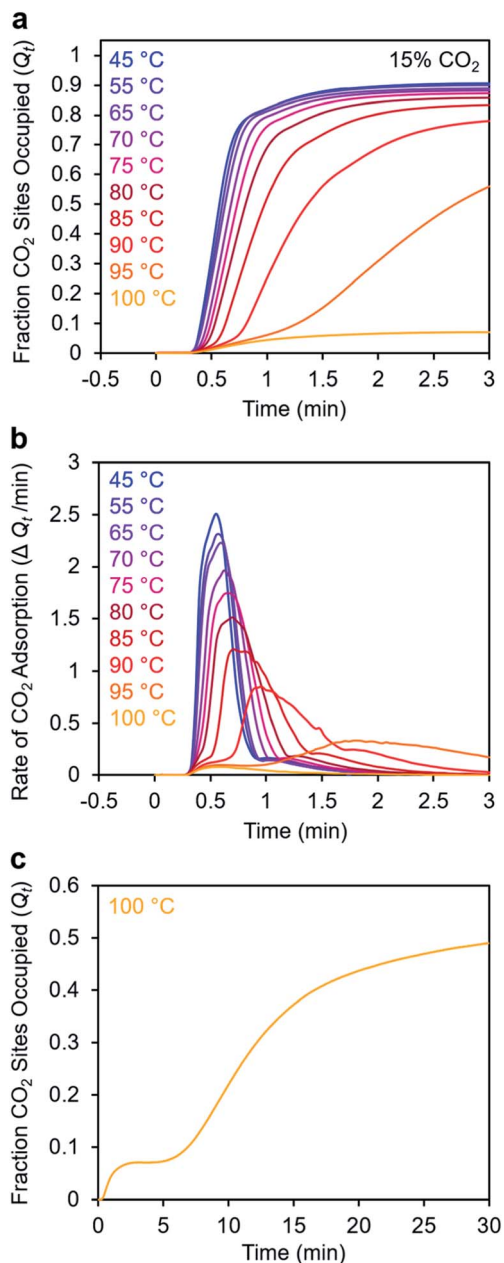 a
15% CO₂
Fraction CO₂ Sites Occupied (Qₜ)
1
0.9
0.8
0.7
0.6
0.5
0.4
0.3
0.2
0.1
0
45 °C
55 °C
65 °C
70 °C
75 °C
80 °C
85 °C
90 °C
95 °C
100 °C
-0.5 0 0.5 1 1.5 2 2.5 3
Time (min)
b
Rate of CO₂ Adsorption (Δ Qₜ /min)
3
2.5
2
1.5
1
0.5
0
45 °C
55 °C
65 °C
70 °C
75 °C
80 °C
85 °C
90 °C
95 °C
100 °C
-0.5 0 0.5 1 1.5 2 2.5 3
Time (min)
c
Fraction CO₂ Sites Occupied (Qₜ)
0.6
0.5
0.4
0.3
0.2
0.1
0
100 °C
0 5 10 15 20 25 30
Time (min)